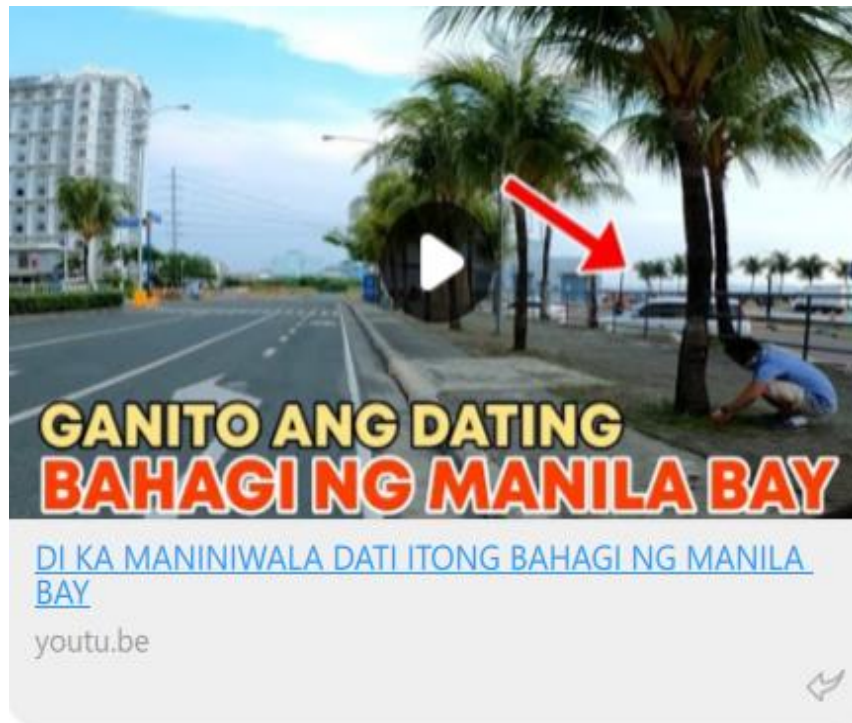 GANITO ANG DATING
BAHAGI NG MANILA BAY
DI KA MANINIWALA DATI ITONG BAHAGI NG MANILA
BAY
youtu.be